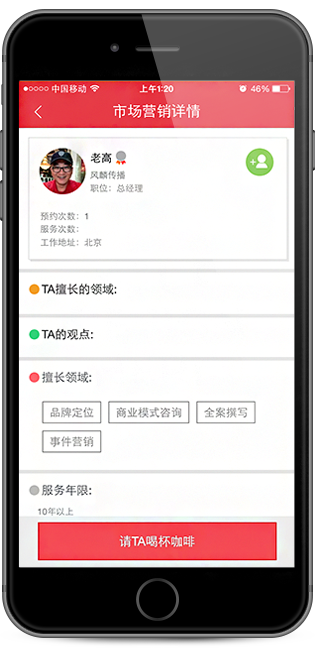 中国移动 上午1:20 46%
市场营销详情
老高
风麟传播
职位：总经理
预约次数：1
服务次数：
工作地址：北京
TA擅长的领域:
TA的观点:
擅长领域:
品牌定位 商业模式咨询 全案撰写
事件营销
服务年限:
10年以上
请TA喝杯咖啡